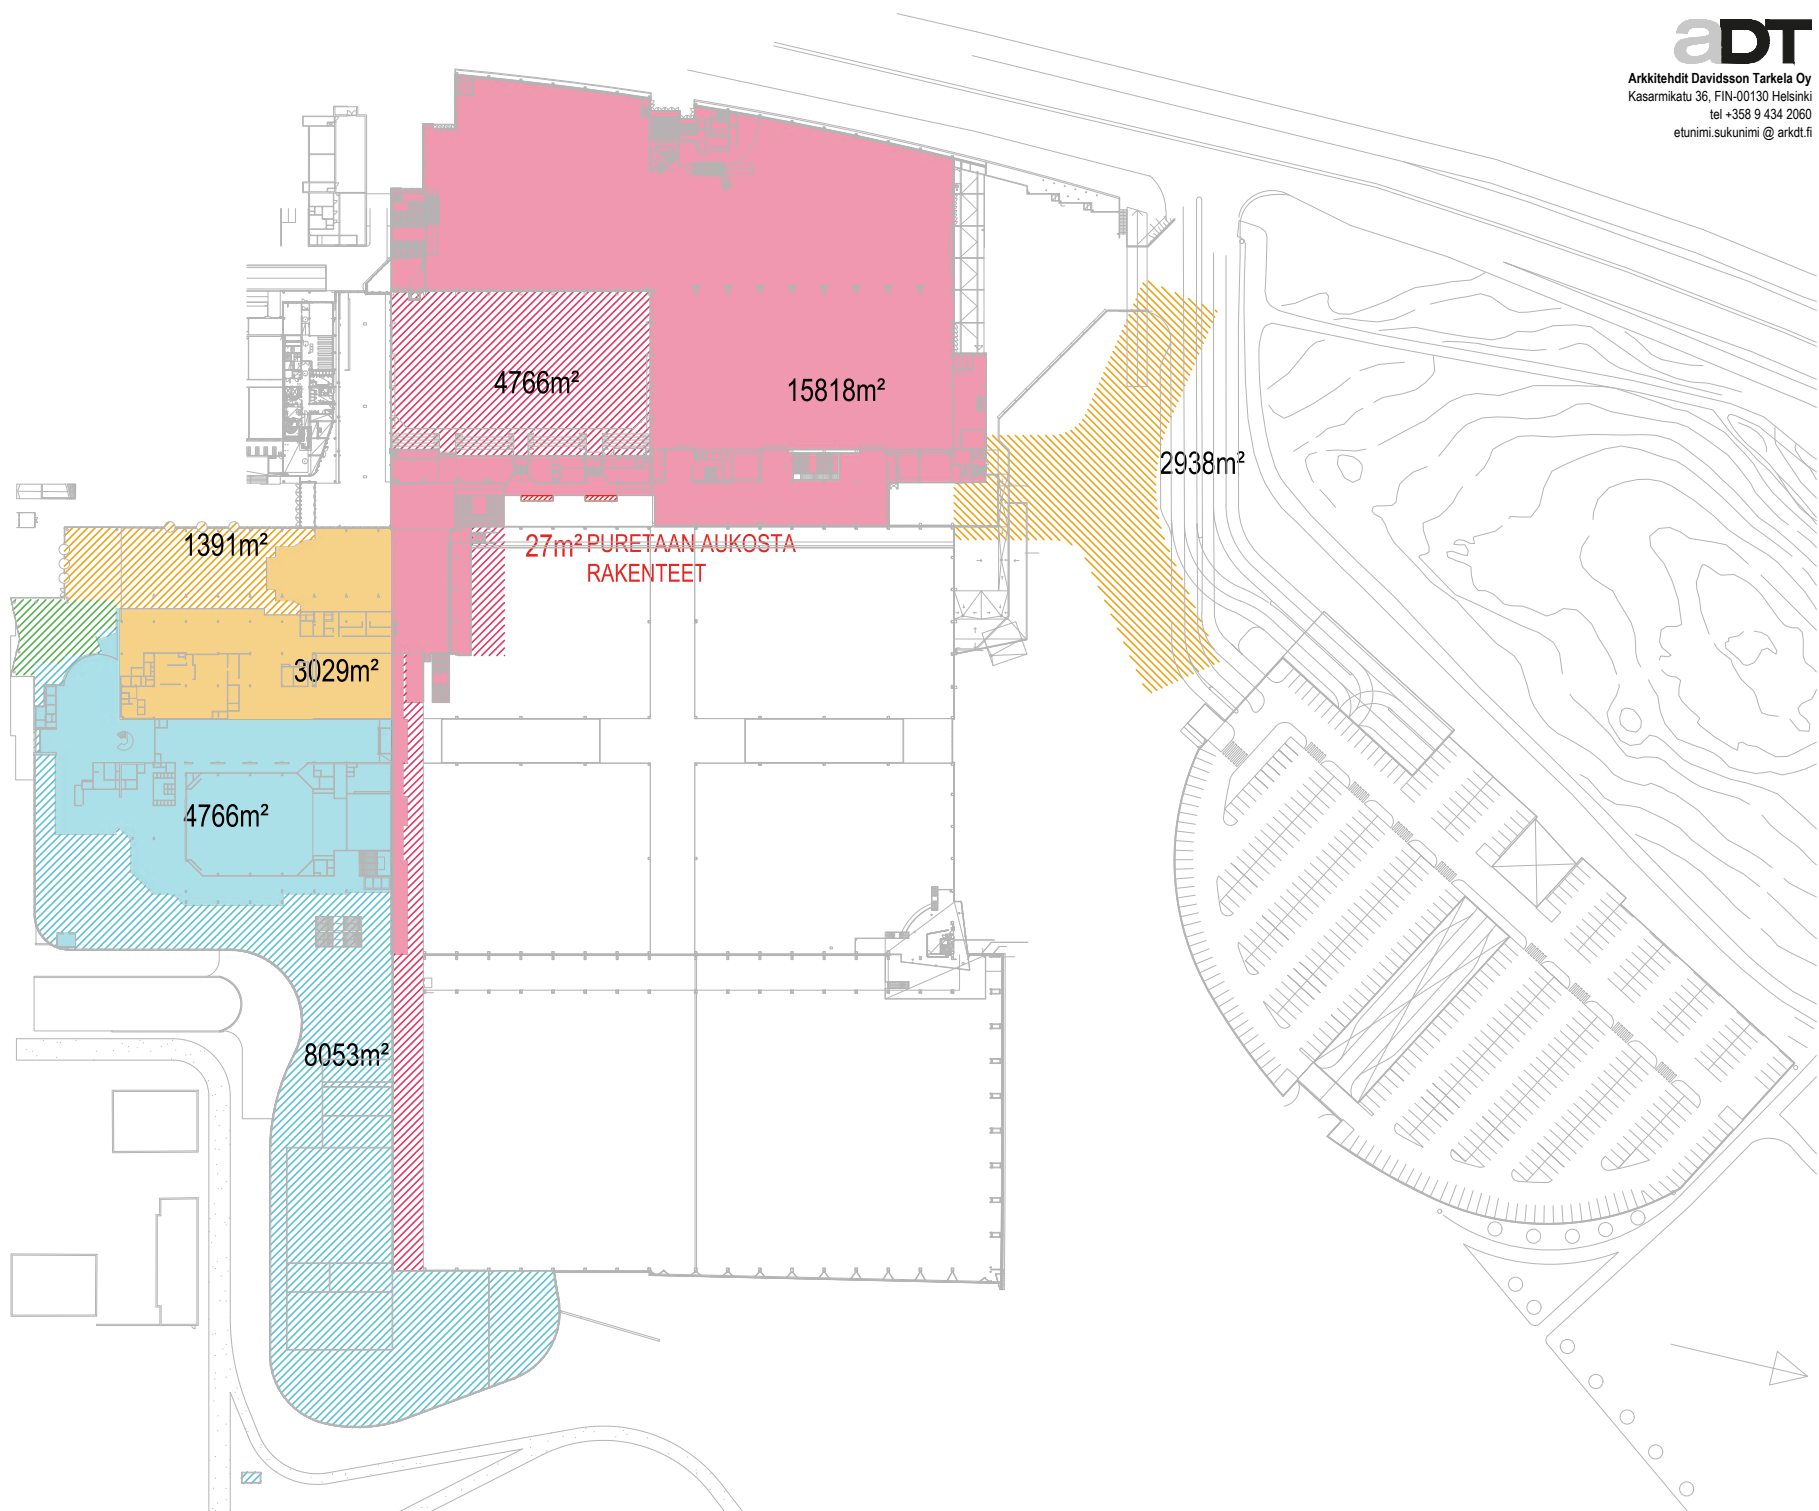 aDT
Arkkitehdit Davidsson Tarkela Oy
Kasarmikatu 36, FIN-00130 Helsinki
tel +358 9 434 2060
etunimi.sukunimi @ arkdt.fi
4766m²
15818m²
2938m²
1391m²
27m² PURETAAN AUKOSTA
RAKENTEET
3029m²
4766m²
8053m²